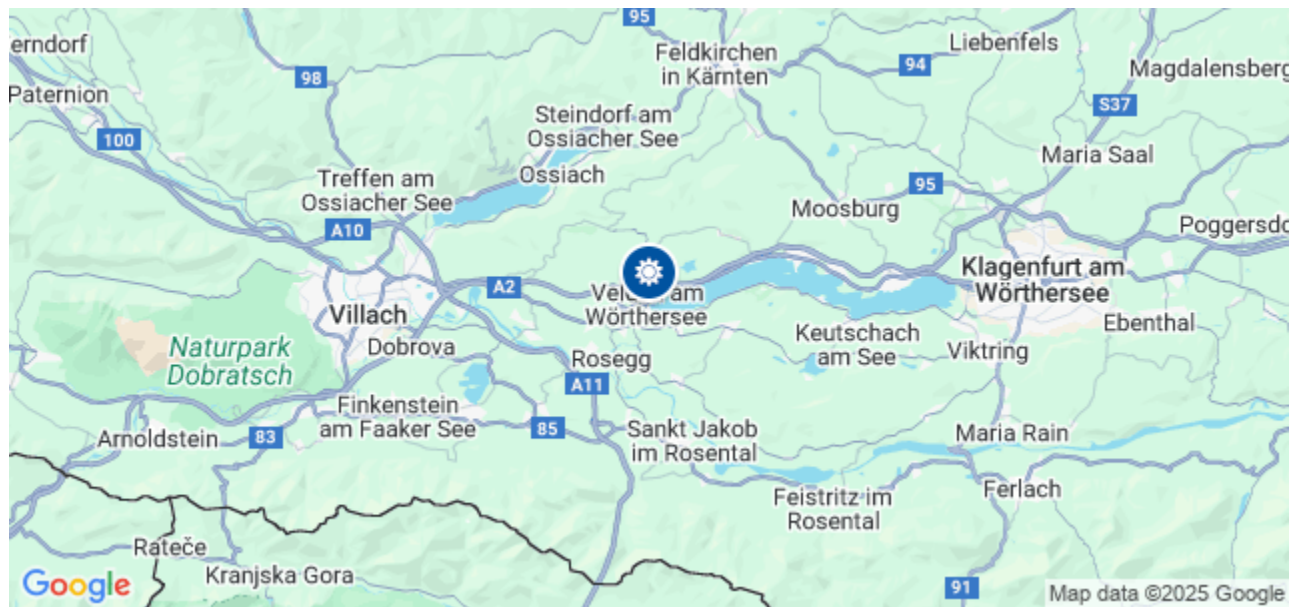 95
erndorf
Liebenfels
Feldkirchen
in Kärnten
94
98
Magdalensberg
Paternion
S37
Steindorf am
Ossiacher See
100
Maria Saal
Ossiach
Treffen am
Ossiacher See
95
Moosburg
A10
Poggersdo
Klagenfurt am
Wörthersee
A2
am
Wörthersee
Villach
Ebenthal
Keutschach
am See
Naturpark
Dobratsch
Dobrova
Rosegg
Viktring
A11
Finkenstein
am Faaker See
Arnoldstein
83
85
Sankt Jakob
im Rosental
Maria Rain
Feistritz im
Rosental
Ferlach
Rateče
Kranjska Gora
Google
91
Map data ©2025 Google